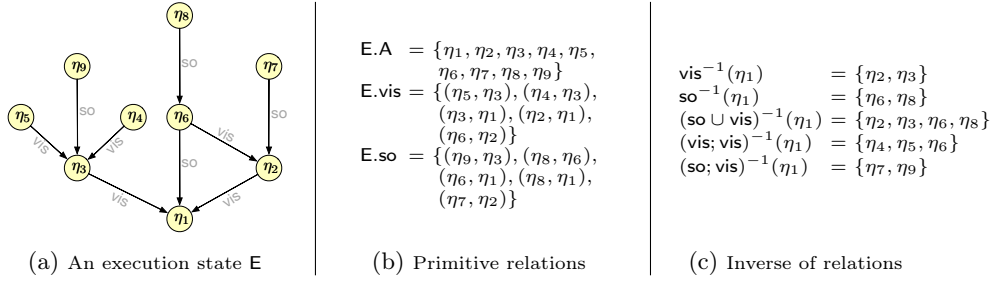 η8
so
η9
η7
η5
so
η4
η6
so
vis
vis
vis
η3
so
η2
vis
vis
η1
(a) An execution state E
E.A = {η1, η2, η3, η4, η5,
η6, η7, η8, η9}
E.vis = {(η5, η3), (η4, η3),
(η3, η1), (η2, η1),
(η6, η2)}
E.so = {(η9, η3), (η8, η6),
(η6, η1), (η8, η1),
(η7, η2)}
(b) Primitive relations
vis⁻¹(η1) = {η2, η3}
so⁻¹(η1) = {η6, η8}
(so ∪ vis)⁻¹(η1) = {η2, η3, η6, η8}
(vis; vis)⁻¹(η1) = {η4, η5, η6}
(so; vis)⁻¹(η1) = {η7, η9}
(c) Inverse of relations